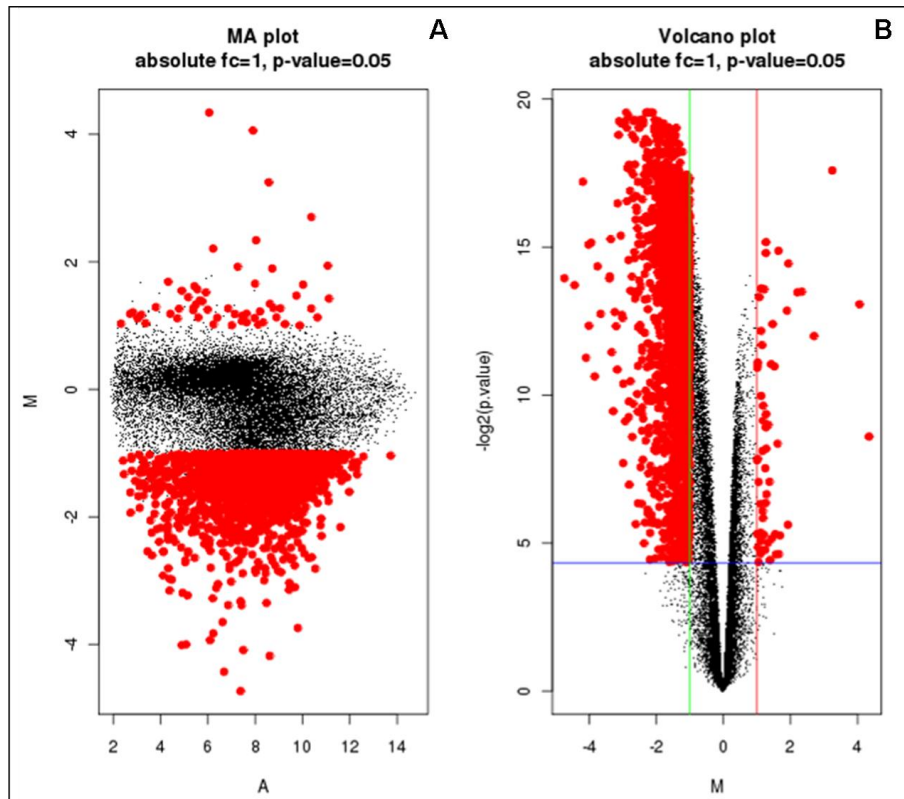 MA plot
absolute fc=1, p-value=0.05
A
4
2
0
-2
-4
M
2 4 6 8 10 12 14
A
Volcano plot
absolute fc=1, p-value=0.05
B
20
15
10
5
0
-log2(p.value)
-4 -2 0 2 4
M